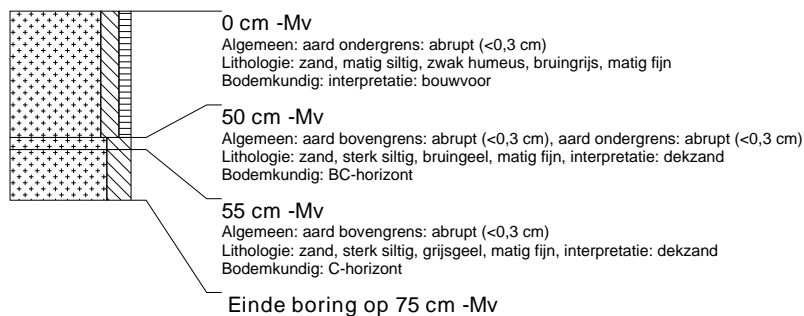 0 cm -Mv
Algemeen: aard ondergrens: abrupt (<0,3 cm)
Lithologie: zand, matig siltig, zwak humeus, bruingrijs, matig fijn
Bodemkundig: interpretatie: bouwvoor
50 cm -Mv
Algemeen: aard bovengrens: abrupt (<0,3 cm), aard ondergrens: abrupt (<0,3 cm)
Lithologie: zand, sterk siltig, bruingeel, matig fijn, interpretatie: dekzand
Bodemkundig: BC-horizont
55 cm -Mv
Algemeen: aard bovengrens: abrupt (<0,3 cm)
Lithologie: zand, sterk siltig, grijsgeel, matig fijn, interpretatie: dekzand
Bodemkundig: C-horizont
Einde boring op 75 cm -Mv